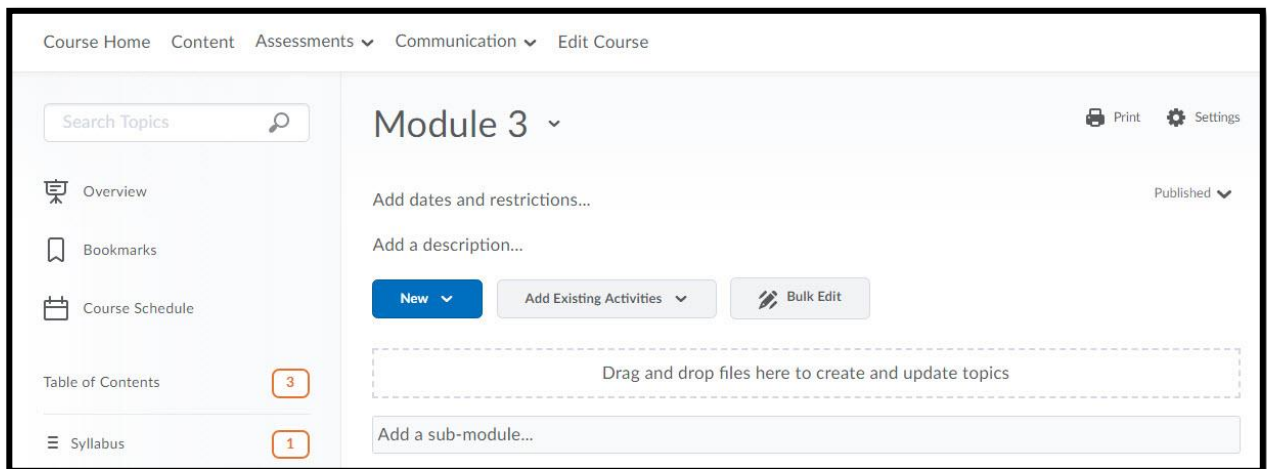 Course Home Content Assessments Communication Edit Course
Search Topics
Module 3
Print Settings
Overview
Add dates and restrictions...
Published
Bookmarks
Add a description...
Course Schedule
New Add Existing Activities Bulk Edit
Table of Contents 3
Drag and drop files here to create and update topics
Syllabus 1
Add a sub-module...